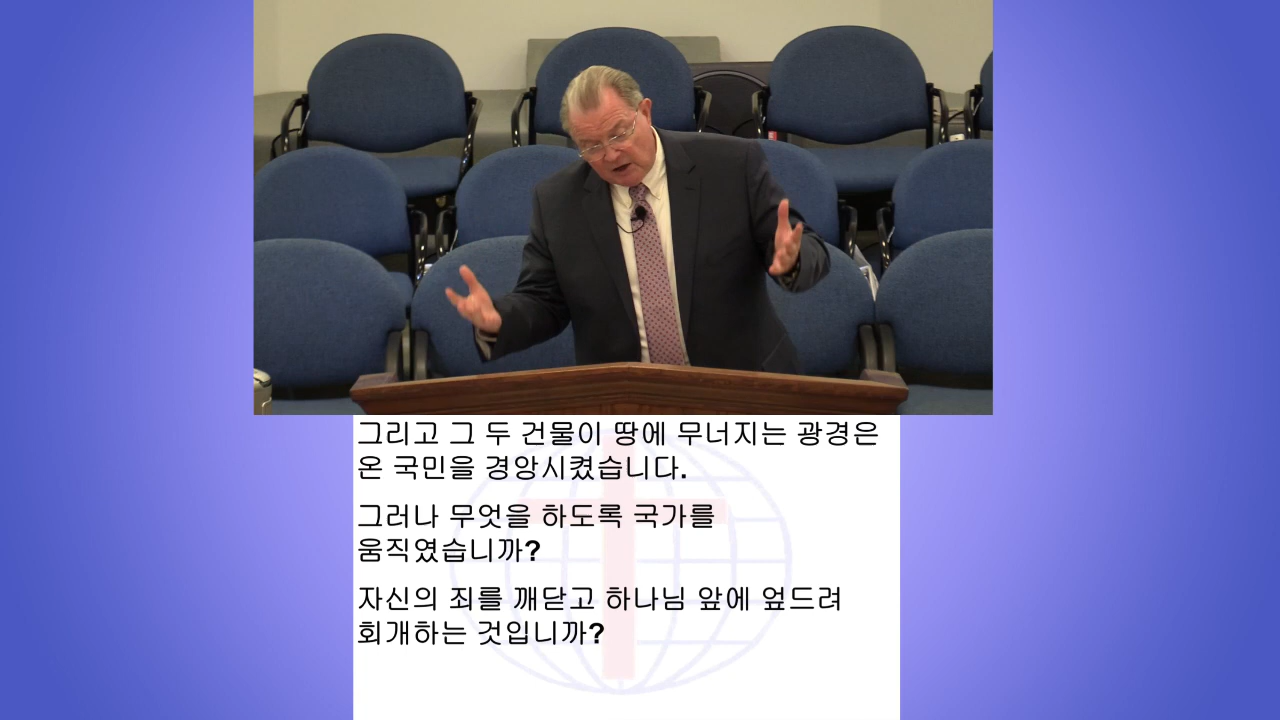 그리고 그 두 건물이 땅에 무너지는 광경은
온 국민을 경앙시켰습니다.
그러나 무엇을 하도록 국가를
움직였습니까?
자신의 죄를 깨닫고 하나님 앞에 엎드려
회개하는 것입니까?